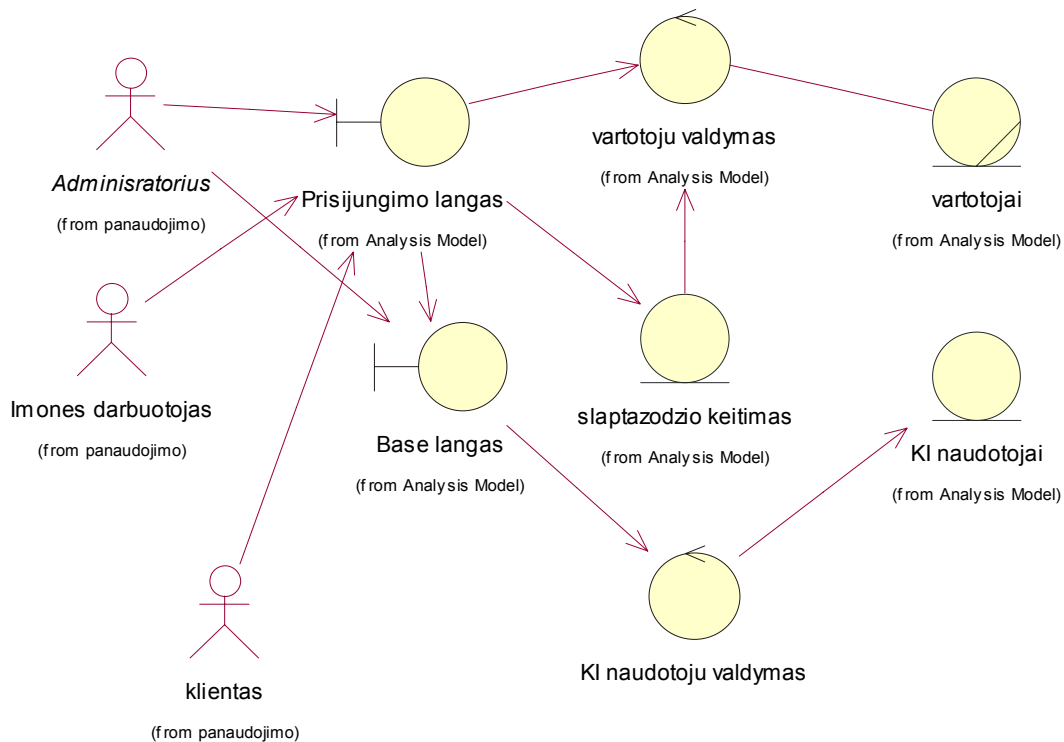 vartotoju valdymas
(from Analysis Model)
Adminisratorius
(from panaudojimo)
Prisijungimo langas
(from Analysis Model)
vartotojai
(from Analysis Model)
Imones darbuotojas
(from panaudojimo)
Base langas
(from Analysis Model)
slaptazodzio keitimas
(from Analysis Model)
KI naudotojai
(from Analysis Model)
KI naudotoju valdymas
klientas
(from panaudojimo)